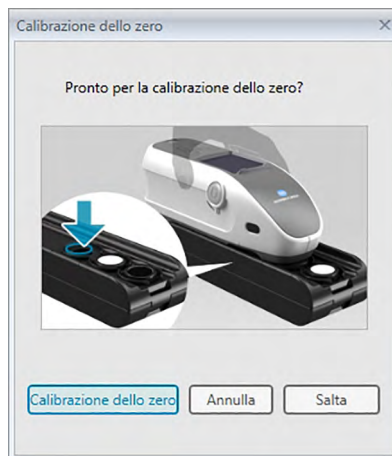 Calibrazione dello zero
Pronto per la calibrazione dello zero?
Calibrazione dello zero
Annulla
Salta